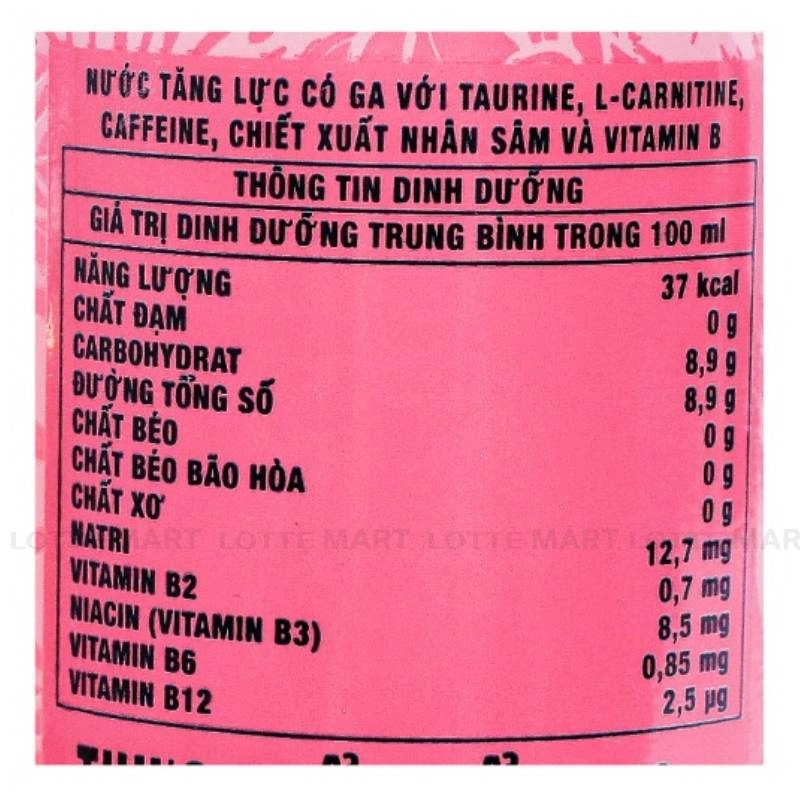 NƯỚC TĂNG LỰC CÓ GA VỚI TAURINE, L-CARNITINE,
CAFFEINE, CHIẾT XUẤT NHÂN SÂM VÀ VITAMIN B
THÔNG TIN DINH DƯỠNG
GIÁ TRỊ DINH DƯỠNG TRUNG BÌNH TRONG 100 ml
NĂNG LƯỢNG 37 kcal
CHẤT ĐẠM 0 g
CARBOHYDRAT 8,9 g
ĐƯỜNG TỔNG SỐ 8,9 g
CHẤT BÉO 0 g
CHẤT BÉO BÃO HÒA 0 g
CHẤT XƠ 0 g
LOTTE MART LOTTE MART LOTTE MART LOTTE MAR
NATRI 12,7 mg
VITAMIN B2 0,7 mg
NIACIN (VITAMIN B3) 8,5 mg
VITAMIN B6 0,85 mg
VITAMIN B12 2,5 µg